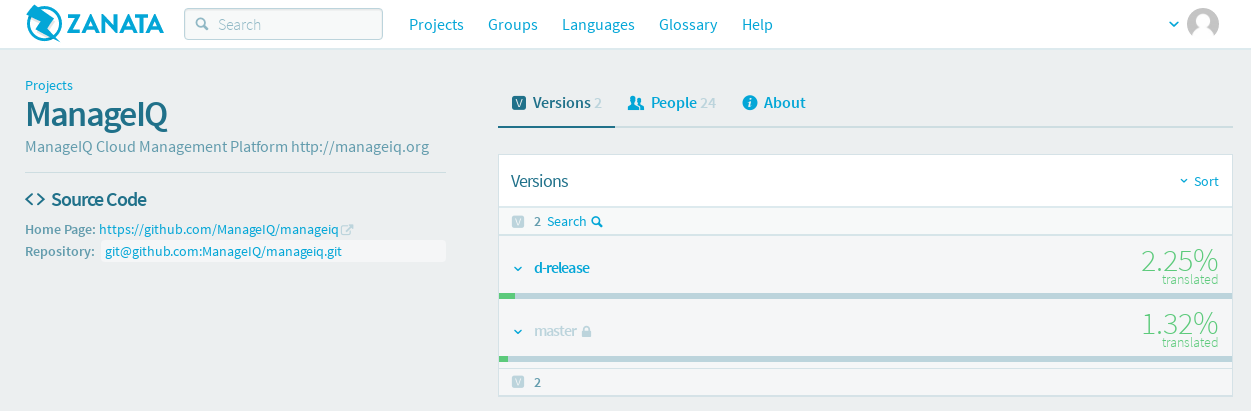 ZANATA
Search
Projects
Groups
Languages
Glossary
Help
Projects
ManageIQ
ManageIQ Cloud Management Platform http://manageiq.org
Source Code
Home Page: https://github.com/ManageIQ/manageiq
Repository: git@github.com:ManageIQ/manageiq.git
V Versions 2
People 24
i About
Versions
Sort
V 2 Search
d-release
2.25%
translated
master
1.32%
translated
V 2